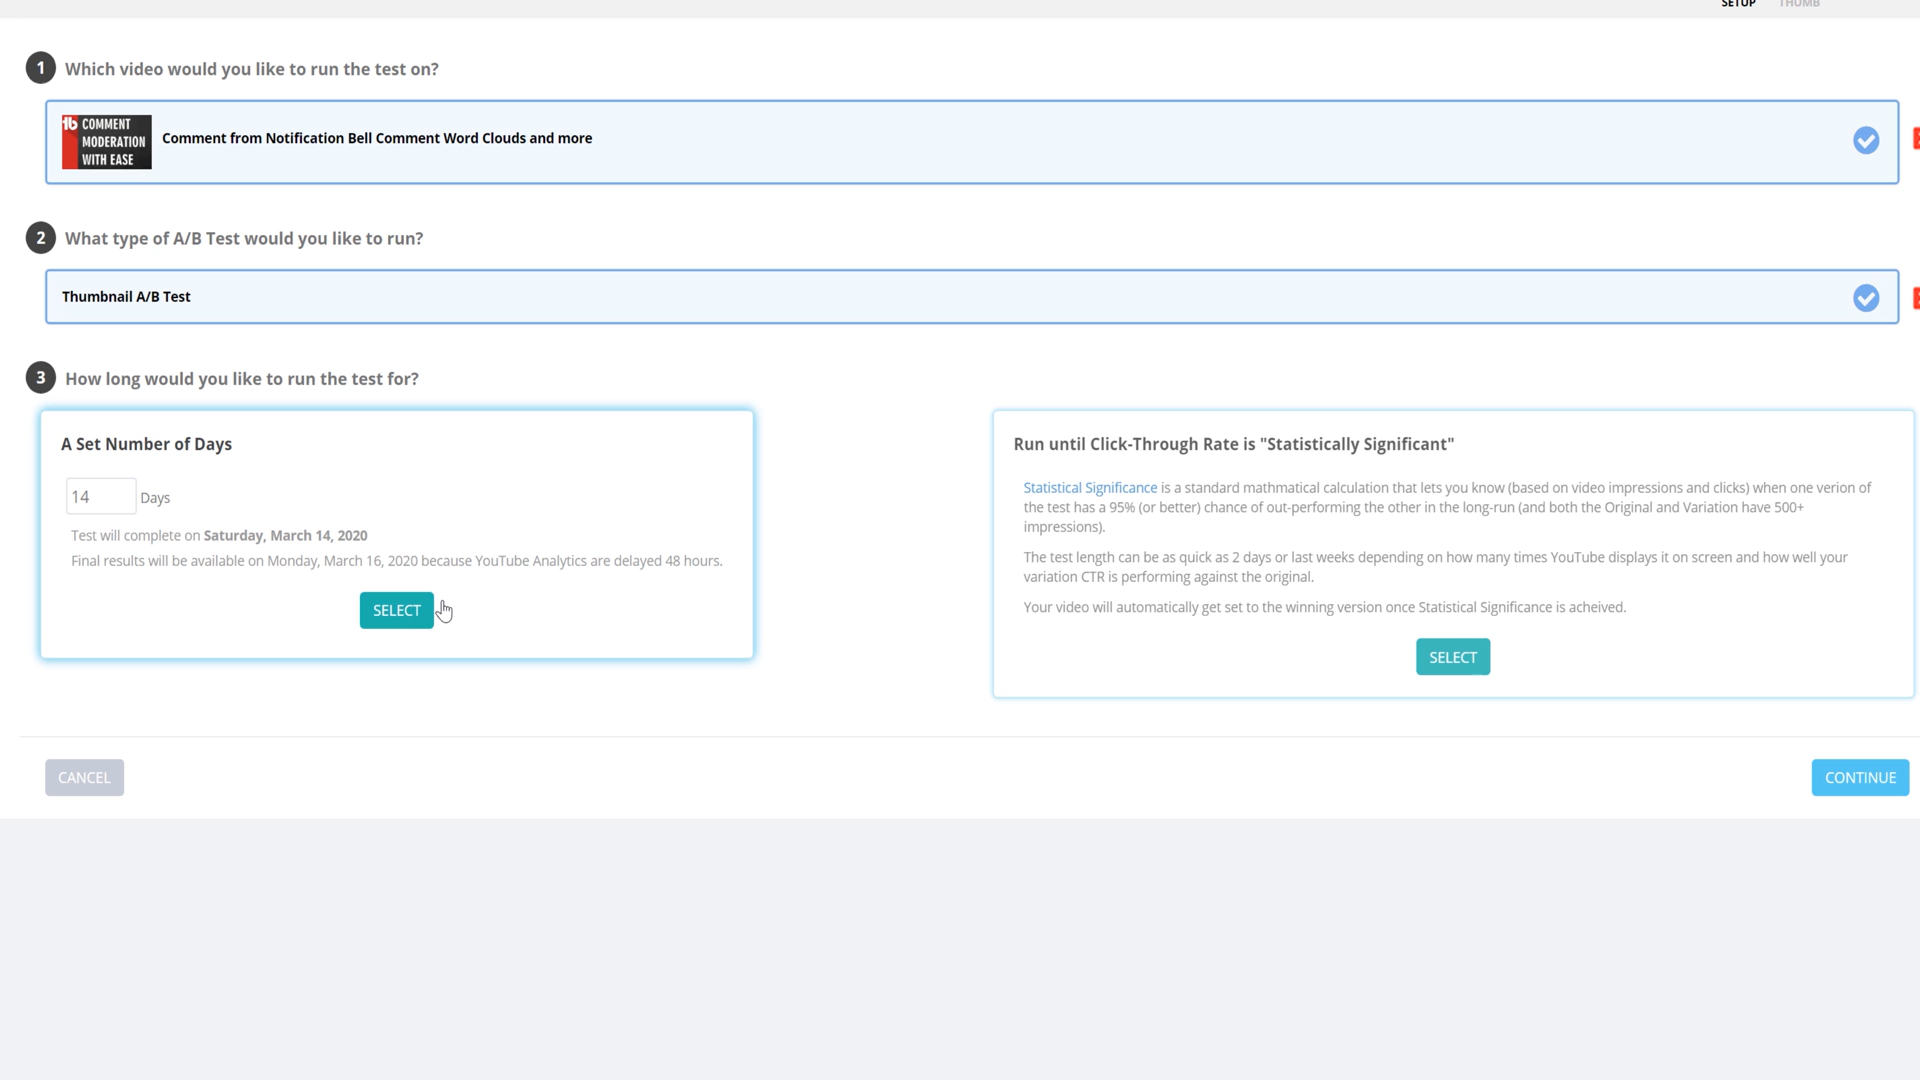 SETUP THUMB
1 Which video would you like to run the test on?
COMMENT
MODERATION
WITH EASE
Comment from Notification Bell Comment Word Clouds and more
2 What type of A/B Test would you like to run?
Thumbnail A/B Test
3 How long would you like to run the test for?
A Set Number of Days
14 Days
Test will complete on Saturday, March 14, 2020
Final results will be available on Monday, March 16, 2020 because YouTube Analytics are delayed 48 hours.
SELECT
Run until Click-Through Rate is "Statistically Significant"
Statistical Significance is a standard mathmatical calculation that lets you know (based on video impressions and clicks) when one verion of
the test has a 95% (or better) chance of out-performing the other in the long-run (and both the Original and Variation have 500+
impressions).
The test length can be as quick as 2 days or last weeks depending on how many times YouTube displays it on screen and how well your
variation CTR is performing against the original.
Your video will automatically get set to the winning version once Statistical Significance is acheived.
SELECT
CANCEL
CONTINUE